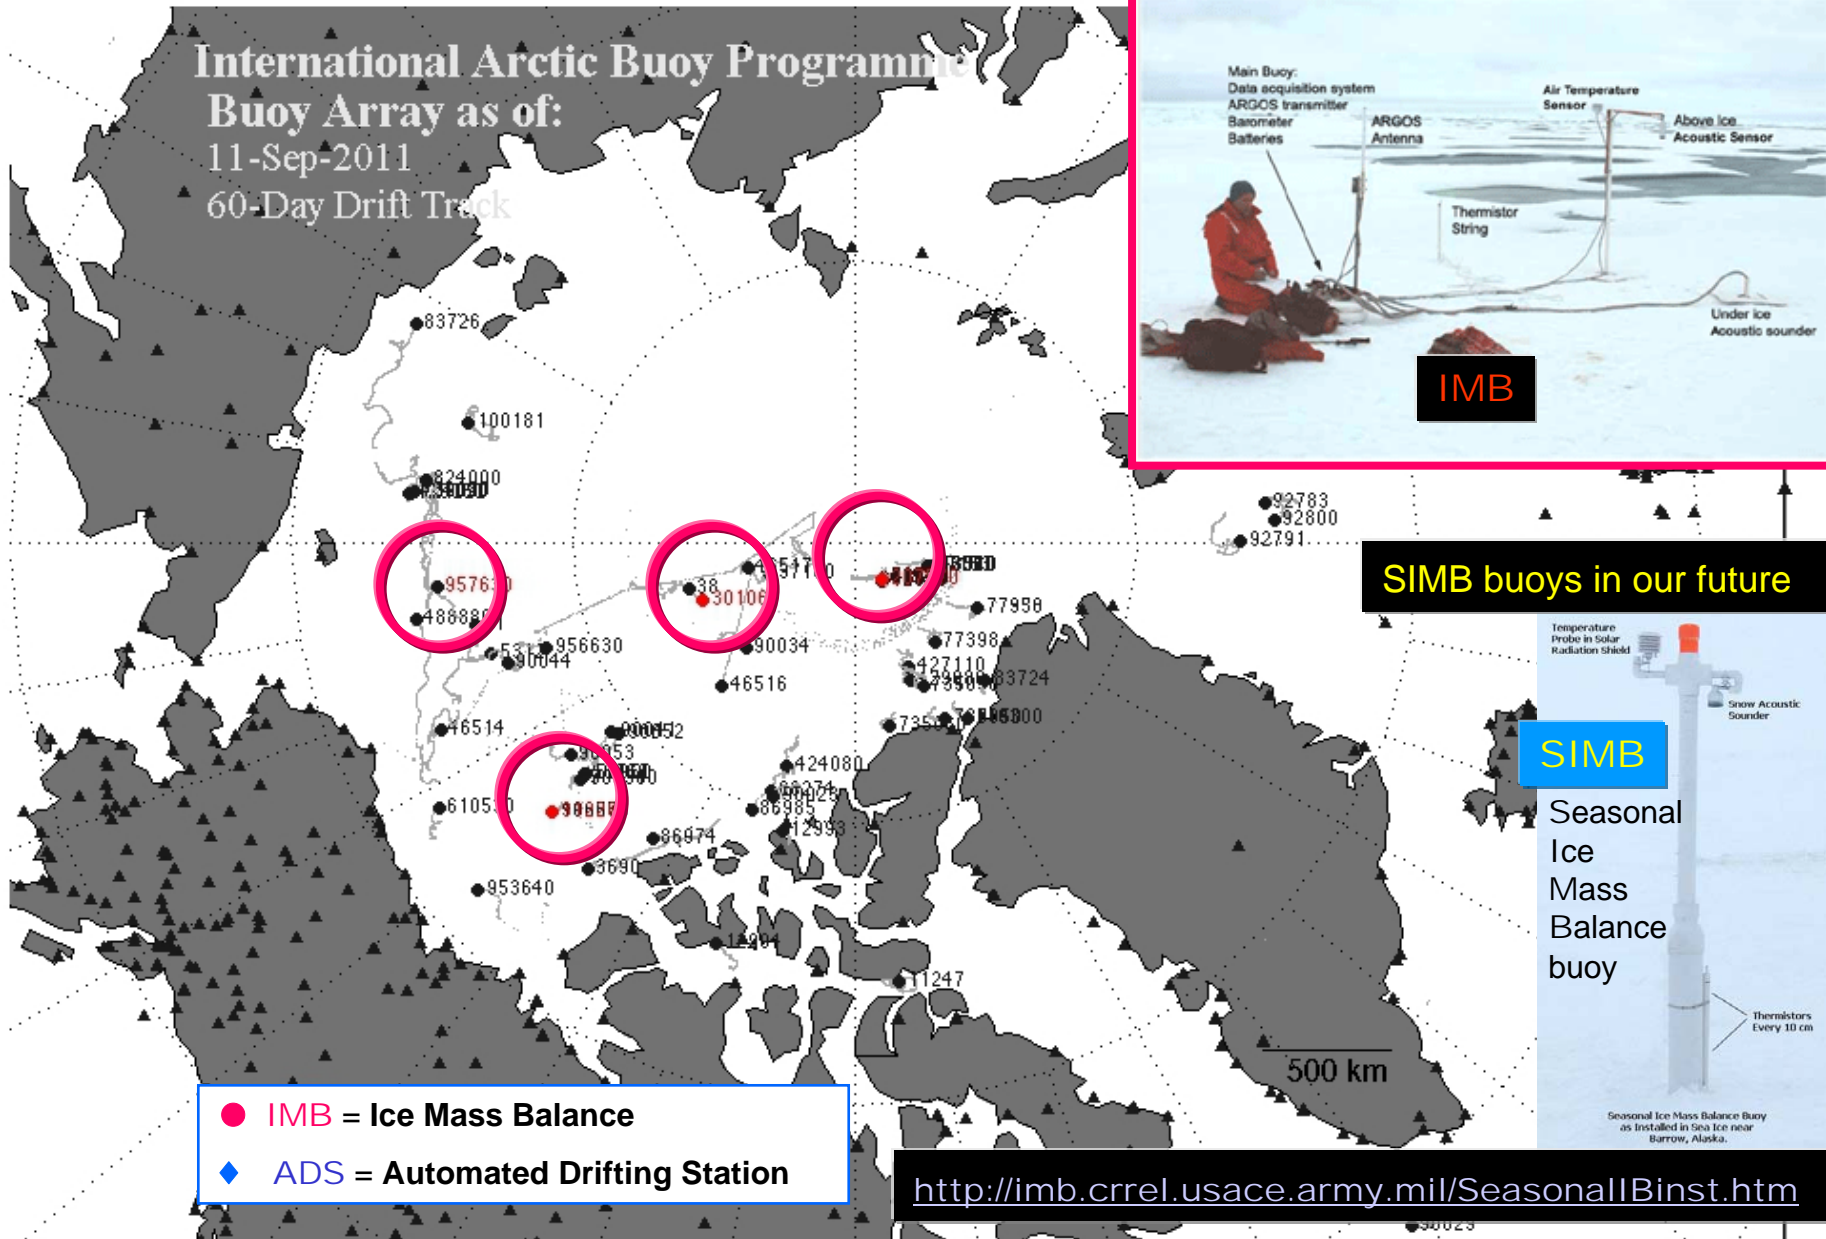 International Arctic Buoy Programme
Buoy Array as of:
11-Sep-2011
60-Day Drift Track
Main Buoy:
Data acquisition system
ARGOS transmitter
Barometer
Batteries
ARGOS
Antenna
Air Temperature
Sensor
Above Ice
Acoustic Sensor
Thermistor
String
Under ice
Acoustic sounder
IMB
83726
100181
824000
92783
92800
92791
957630
38
30106
77958
956630
90034
77398
90044
427110
83724
46516
46514
424080
86985
12993
86974
3690
953640
11247
SIMB buoys in our future
Temperature
Probe in Solar
Radiation Shield
Snow Acoustic
Sounder
SIMB
Seasonal
Ice
Mass
Balance
buoy
Thermistors
Every 10 cm
Seasonal Ice Mass Balance Buoy
as Installed in Sea Ice near
Barrow, Alaska.
500 km
IMB = Ice Mass Balance
ADS = Automated Drifting Station
http://imb.crrel.usace.army.mil/SeasonalIBinst.htm